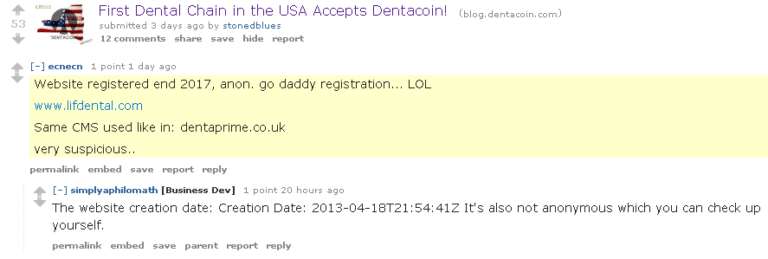 First Dental Chain in the USA Accepts Dentacoin! (blog.dentacoin.com)
submitted 3 days ago by stonedblues
53
12 comments share save hide report
DENTACOIN
[–] ecnecn 1 point 1 day ago
Website registered end 2017, anon. go daddy registration... LOL
www.lifdental.com
Same CMS used like in: dentaprime.co.uk
very suspicious..
permalink embed save report reply
[–] simplyaphilomath [Business Dev] 1 point 20 hours ago
The website creation date: Creation Date: 2013-04-18T21:54:41Z It's also not anonymous which you can check up
yourself.
permalink embed save parent report reply